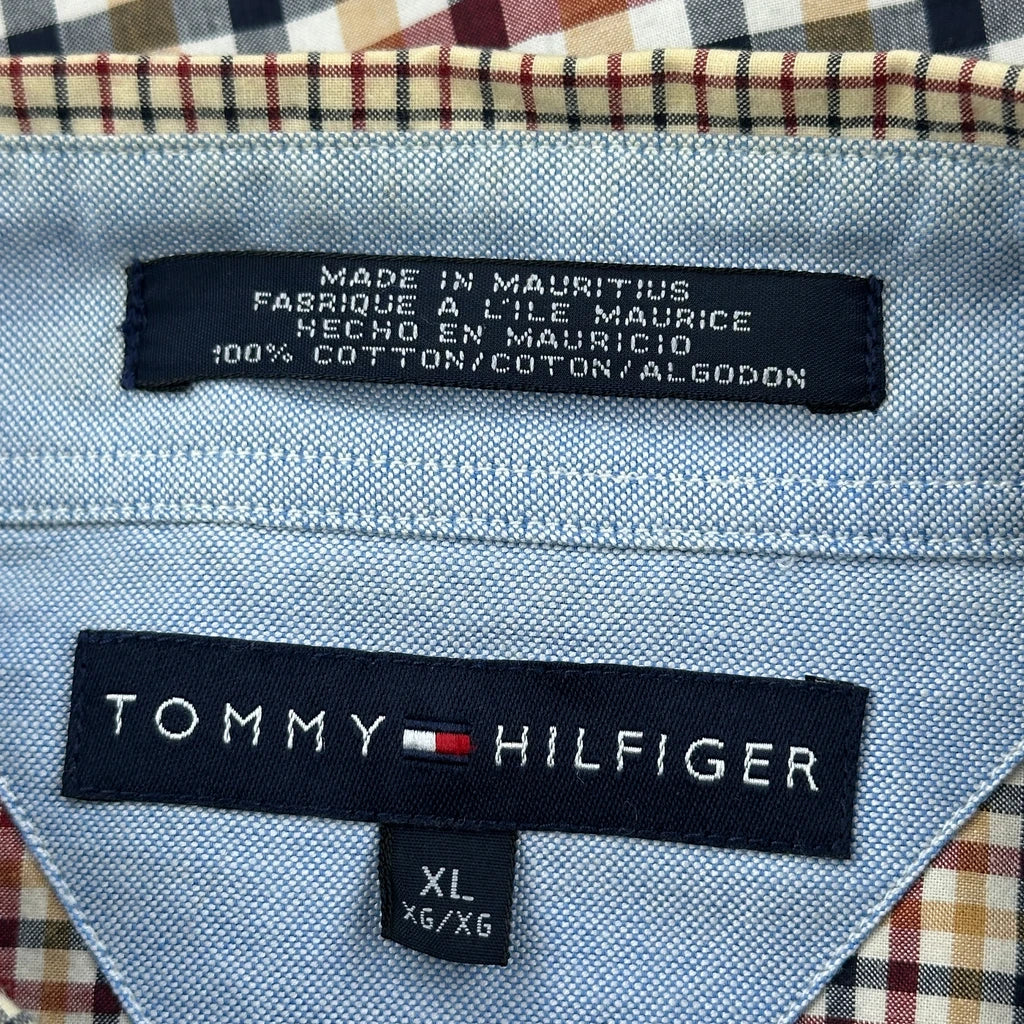 MADE IN MAURITIUS
FABRIQUE A L'ILE MAURICE
HECHO EN MAURICIO
100% COTTON/COTON/ALGODON
TOMMY HILFIGER
XL
XG/XG